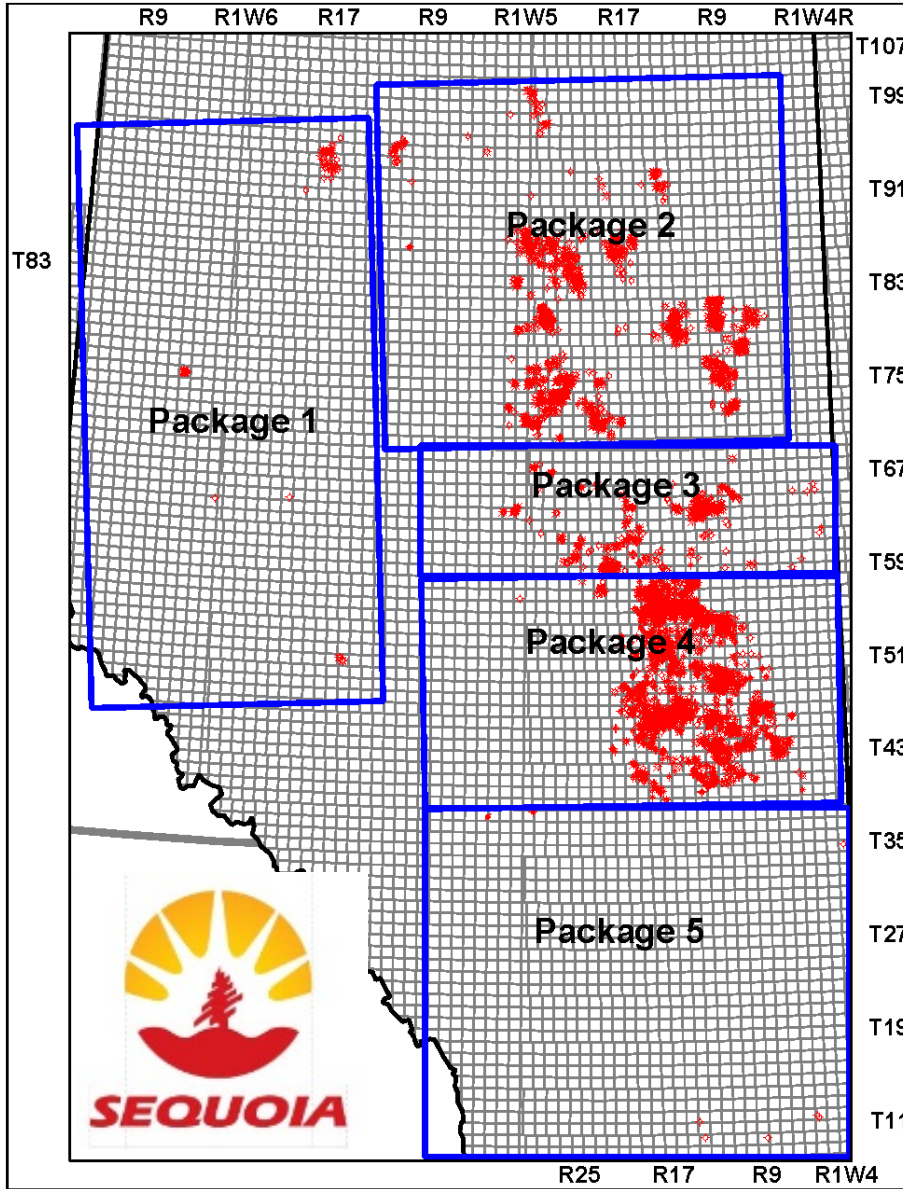 R9 R1W6 R17 R9 R1W5 R17 R9 R1W4R
T107
T99
T91
Package 2
T83
T83
T75
Package 1
T67
Package 3
T59
Package 4
T51
T43
T35
Package 5
T27
T19
SEQUOIA
T11
R25 R17 R9 R1W4